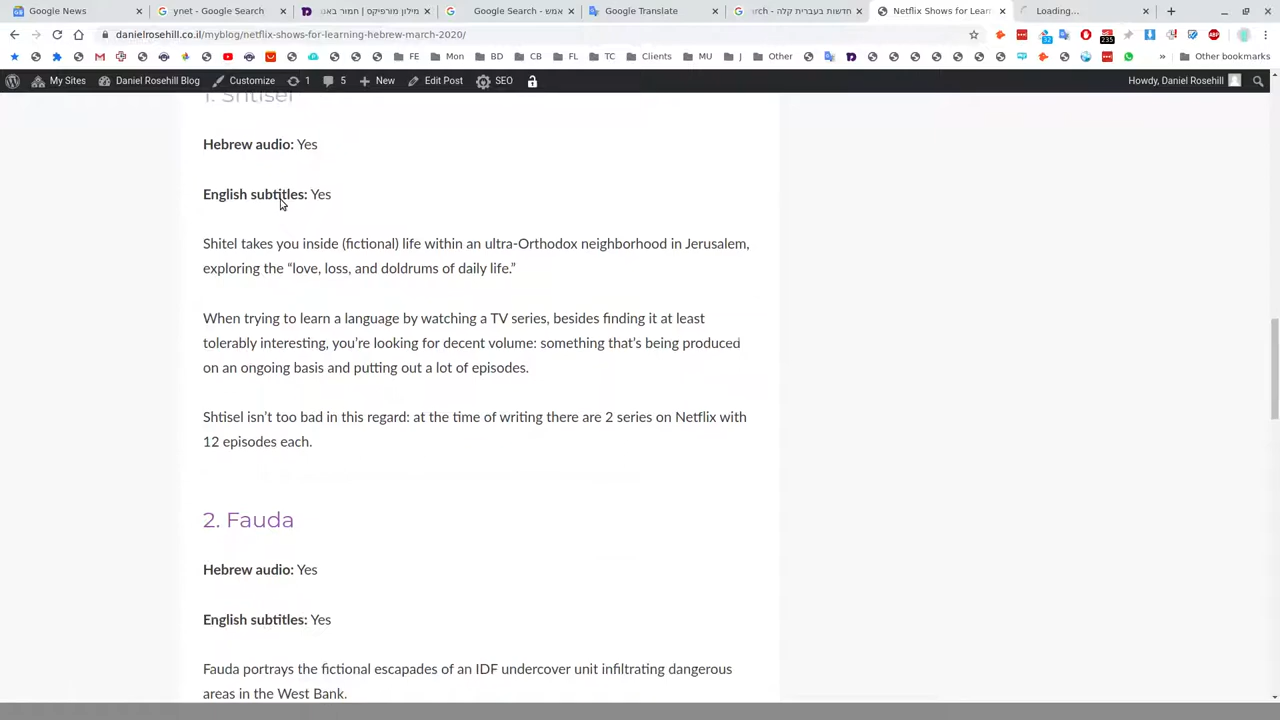 Google News
ynet - Google Search
מילון מורפיקס | תמור באנג
אמש - Google Search
Google Translate
חדשות בעברית קלה - rch
Netflix Shows for Lear
Loading...
danielrosehill.co.il/myblog/netflix-shows-for-learning-hebrew-march-2020/
FE Mon BD CB FL TC Clients MU J Other Other bookmarks
My Sites Daniel Rosehill Blog Customize 1 5 New Edit Post SEO Howdy, Daniel Rosehill
1. Shtisel
Hebrew audio: Yes
English subtitles: Yes
Shitel takes you inside (fictional) life within an ultra-Orthodox neighborhood in Jerusalem,
exploring the “love, loss, and doldrums of daily life.”
When trying to learn a language by watching a TV series, besides finding it at least
tolerably interesting, you’re looking for decent volume: something that’s being produced
on an ongoing basis and putting out a lot of episodes.
Shtisel isn’t too bad in this regard: at the time of writing there are 2 series on Netflix with
12 episodes each.
2. Fauda
Hebrew audio: Yes
English subtitles: Yes
Fauda portrays the fictional escapades of an IDF undercover unit infiltrating dangerous
areas in the West Bank.